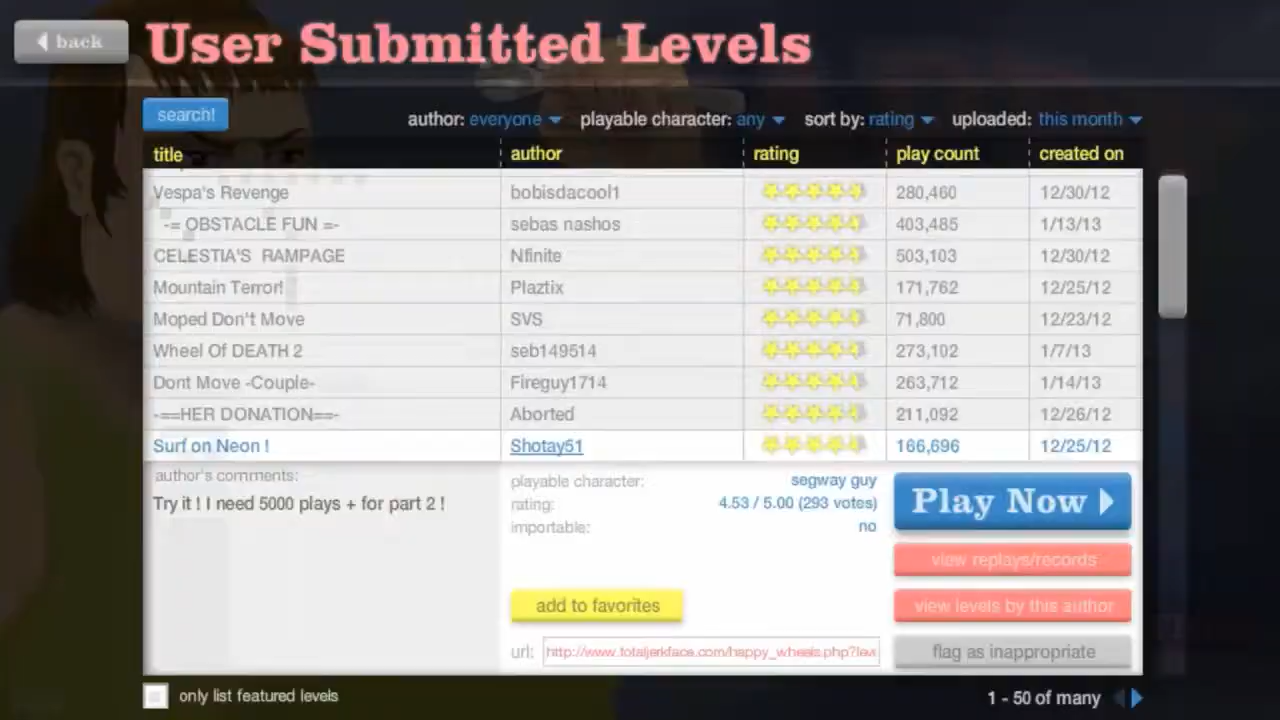 back
User Submitted Levels
search!
author: everyone playable character: any sort by: rating uploaded: this month
title author rating play count created on
Vespa's Revenge bobisdacool1 280,460 12/30/12
-= OBSTACLE FUN =- sebas nashos 403,485 1/13/13
CELESTIA'S RAMPAGE Nfinite 503,103 12/30/12
Mountain Terror! Plaztix 171,762 12/25/12
Moped Don't Move SVS 71,800 12/23/12
Wheel Of DEATH 2 seb149514 273,102 1/7/13
Dont Move -Couple- Fireguy1714 263,712 1/14/13
-==HER DONATION==- Aborted 211,092 12/26/12
Surf on Neon ! Shotay51 166,696 12/25/12
author's comments:
Try it ! I need 5000 plays + for part 2 !
playable character: segway guy
rating: 4.53 / 5.00 (293 votes)
importable: no
add to favorites
url: http://www.totaljerkface.com/happy_wheels.php?leve
Play Now
view replays/records
view levels by this author
flag as inappropriate
only list featured levels
1 - 50 of many